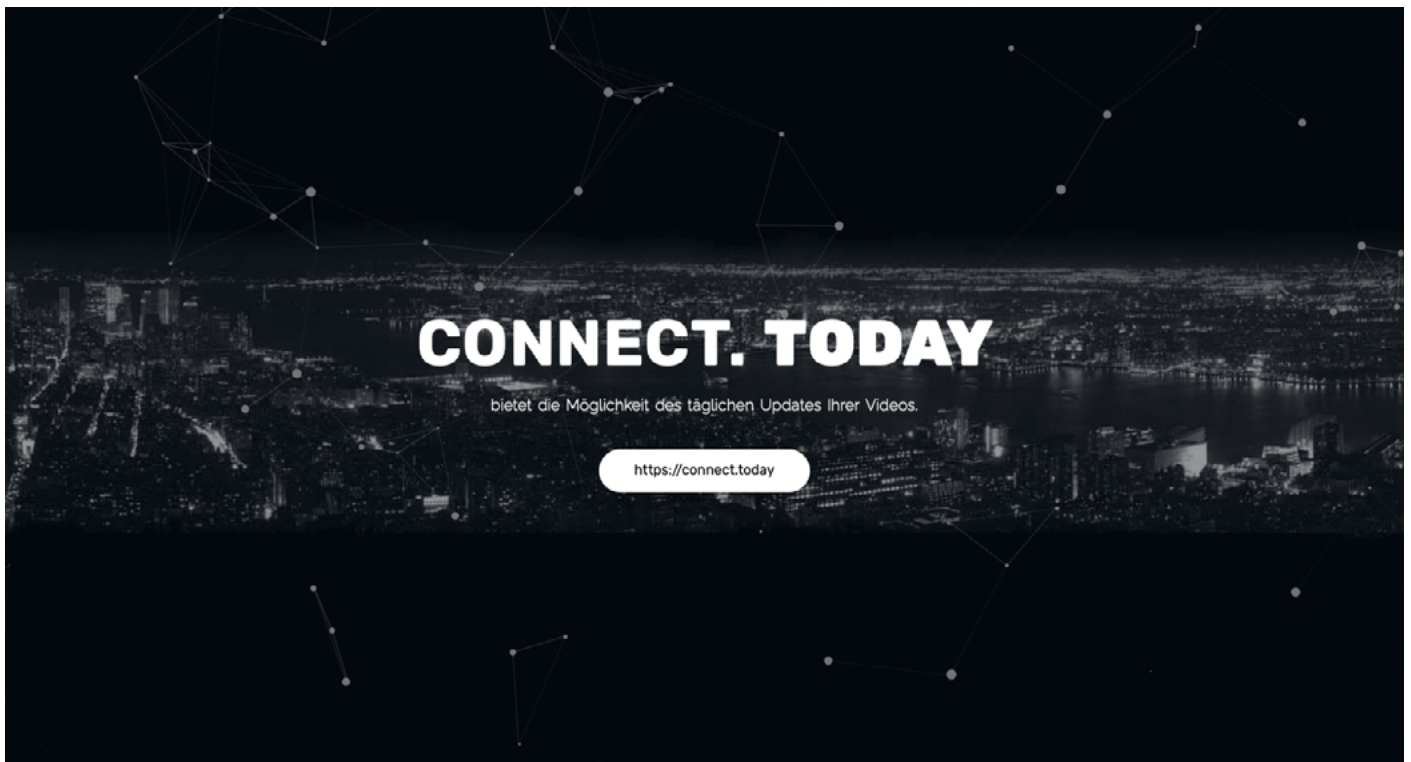 CONNECT. TODAY
bietet die Möglichkeit des täglichen Updates Ihrer Videos.
https://connect.today